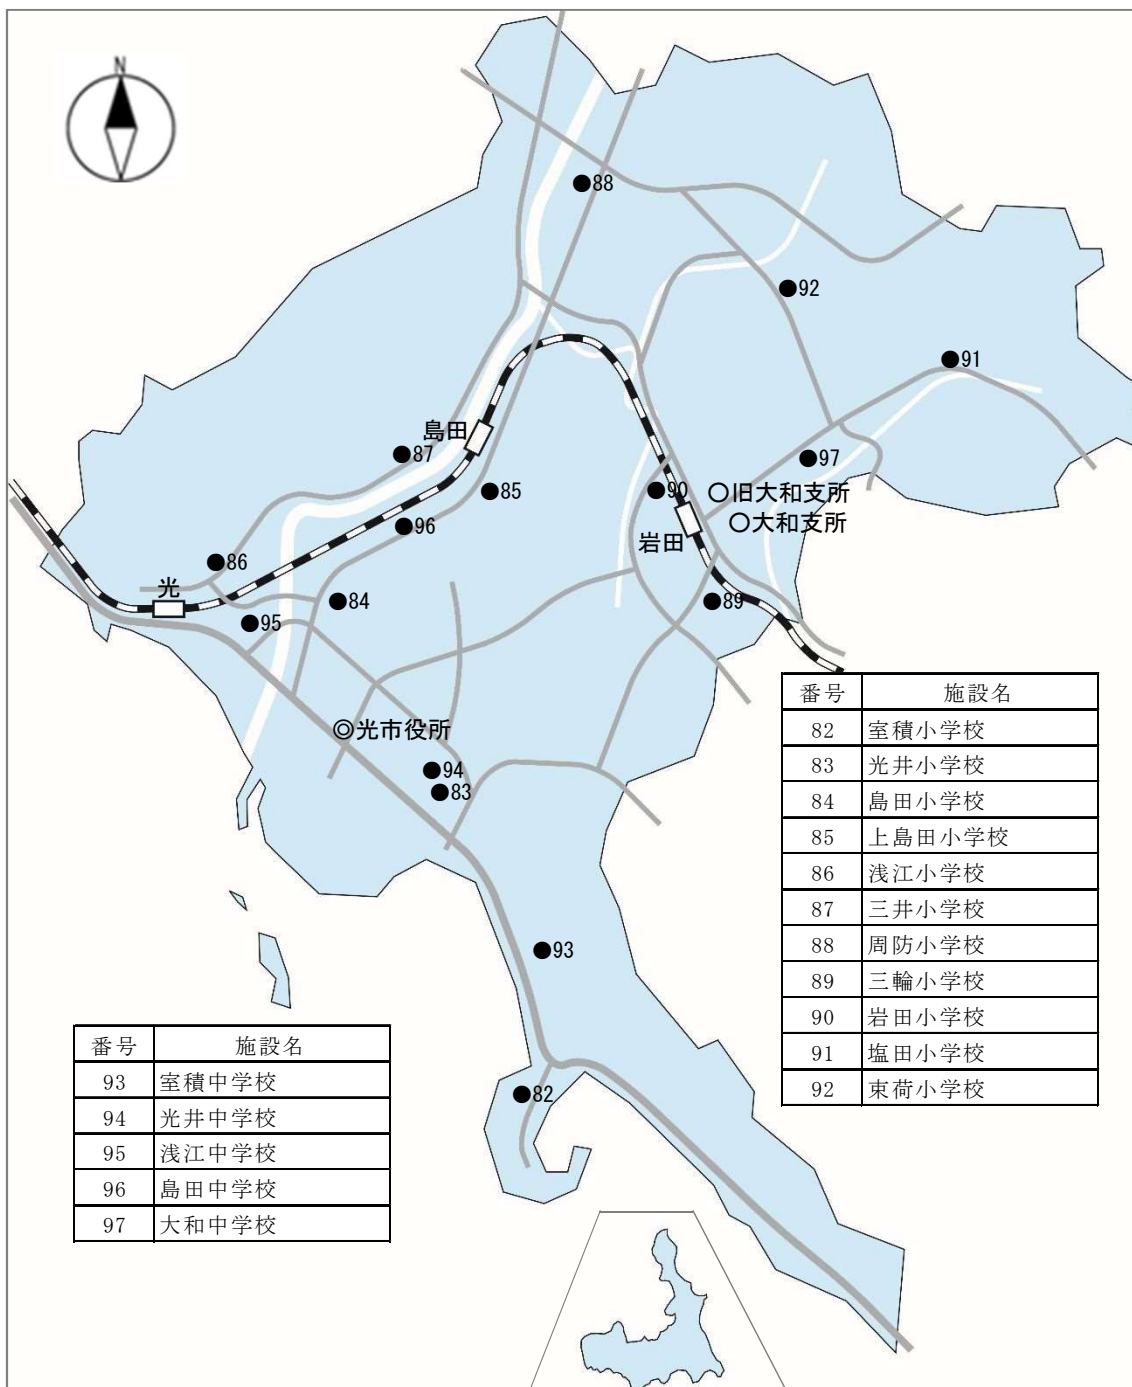 N
●88
●92
●91
島田
●87
●97
●85
●90
○旧大和支所
○大和支所
●96
岩田
●86
光
●84
●89
●95
◎光市役所
●94
●83
●93
●82
番号 施設名
82 室積小学校
83 光井小学校
84 島田小学校
85 上島田小学校
86 浅江小学校
87 三井小学校
88 周防小学校
89 三輪小学校
90 岩田小学校
91 塩田小学校
92 束荷小学校
番号 施設名
93 室積中学校
94 光井中学校
95 浅江中学校
96 島田中学校
97 大和中学校